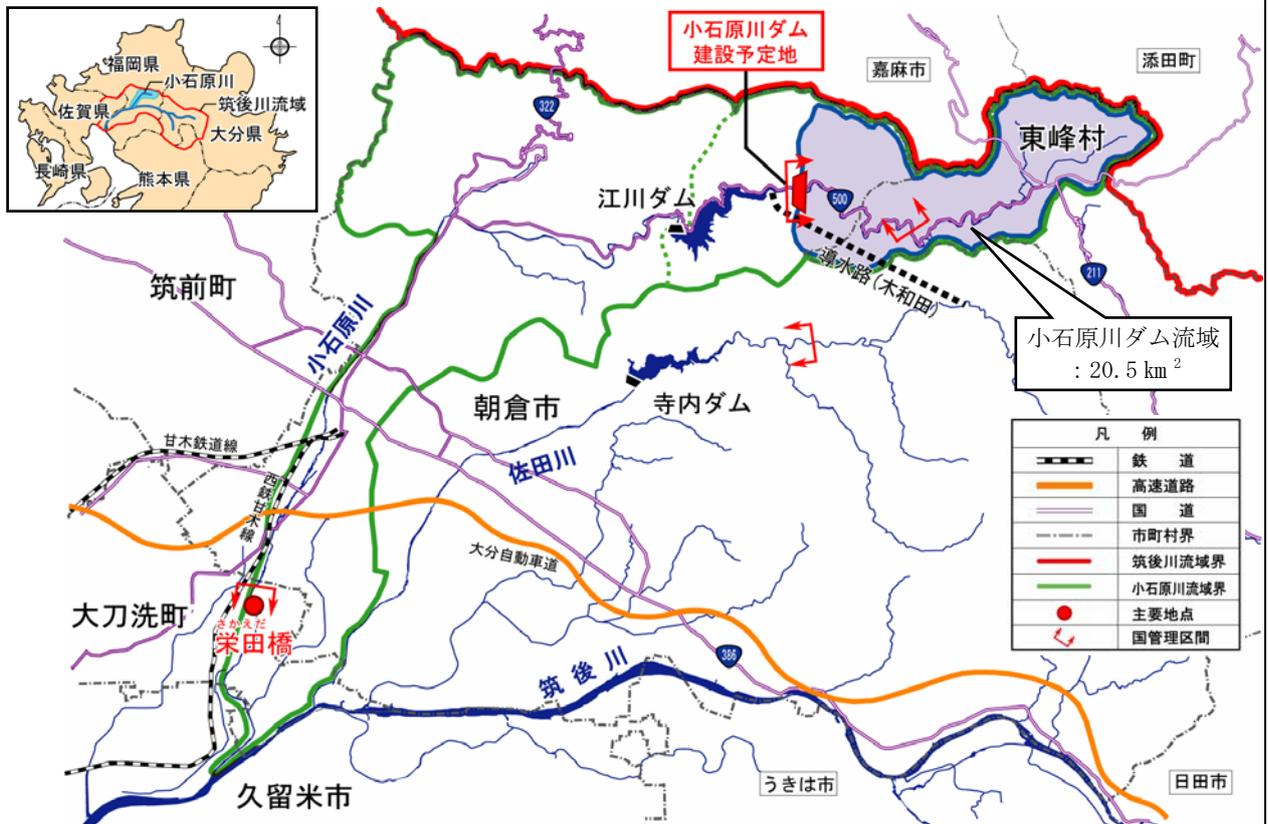 福岡県
小石原川
佐賀県
筑後川流域
大分県
長崎県
熊本県
小石原川ダム
建設予定地
嘉麻市
添田町
322
東峰村
江川ダム
500
導水路(木和田)
211
筑前町
小石原川
小石原川ダム流域
:20.5km²
朝倉市
寺内ダム
佐田川
甘木鉄道線
西鉄甘木線
大分自動車道
凡 例
鉄 道
高速道路
国 道
市町村界
筑後川流域界
小石原川流域界
主要地点
国管理区間
大刀洗町
さかえだ
栄田橋
筑後川
386
久留米市
うきは市
日田市